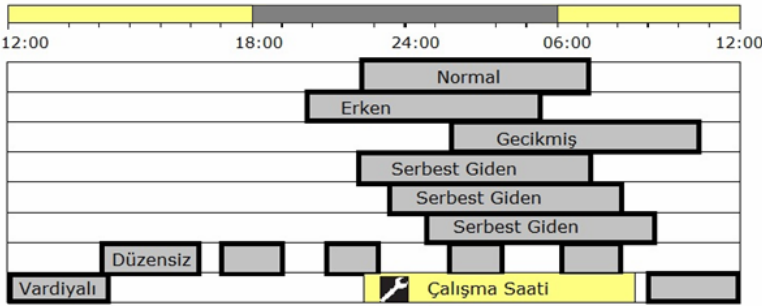 12:00 18:00 24:00 06:00 12:00
Normal
Erken
Gecikmiş
Serbest Giden
Serbest Giden
Serbest Giden
Düzensiz
Vardiyalı Çalışma Saati